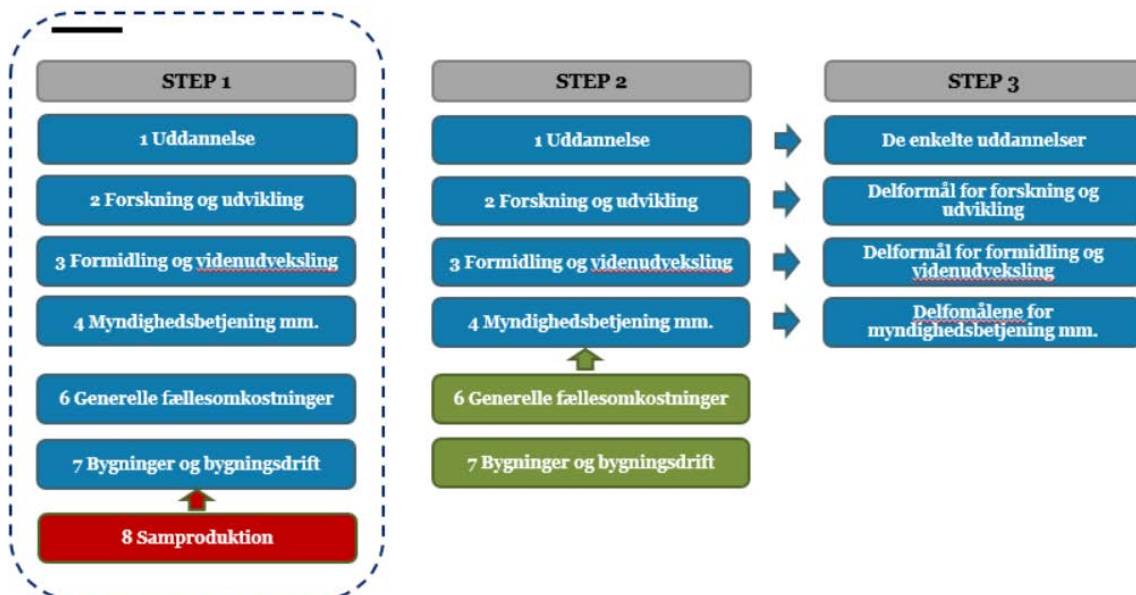 STEP 1
1 Uddannelse
2 Forskning og udvikling
3 Formidling og videnudveksling
4 Myndighedsbetjening mm.
6 Generelle fællesomkostninger
7 Bygninger og bygningsdrift
8 Samproduktion
STEP 2
1 Uddannelse
2 Forskning og udvikling
3 Formidling og videnudveksling
4 Myndighedsbetjening mm.
6 Generelle fællesomkostninger
7 Bygninger og bygningsdrift
STEP 3
De enkelte uddannelser
Delformål for forskning og
udvikling
Delformål for formidling og
videnudveksling
Delfomålene for
myndighedsbetjening mm.